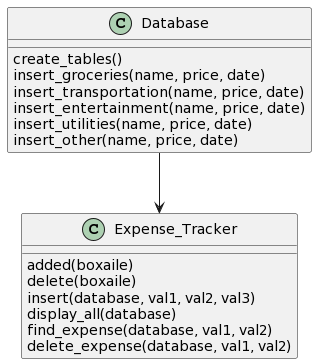 C Database
create_tables()
insert_groceries(name, price, date)
insert_transportation(name, price, date)
insert_entertainment(name, price, date)
insert_utilities(name, price, date)
insert_other(name, price, date)
C Expense_Tracker
added(boxaile)
delete(boxaile)
insert(database, val1, val2, val3)
display_all(database)
find_expense(database, val1, val2)
delete_expense(database, val1, val2)